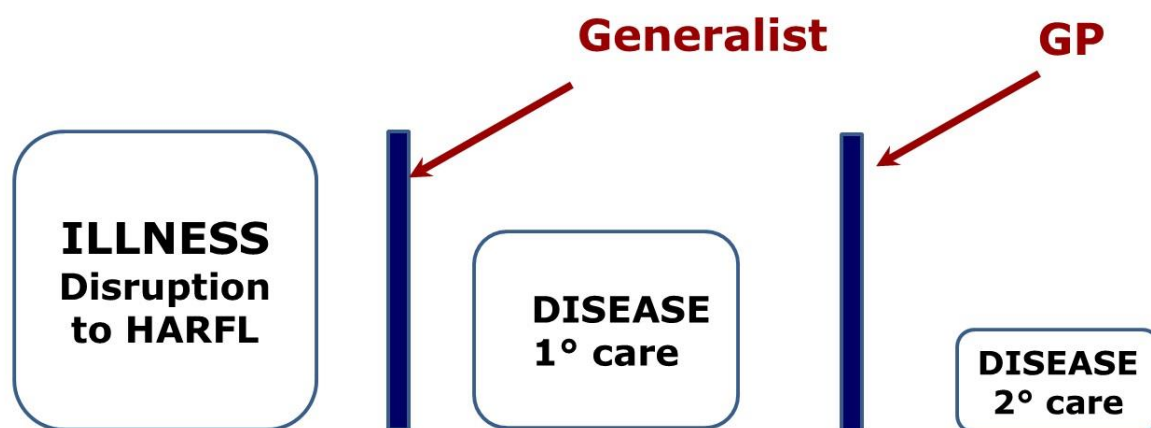 Generalist
GP
ILLNESS
Disruption
to HARFL
DISEASE
1° care
DISEASE
2° care